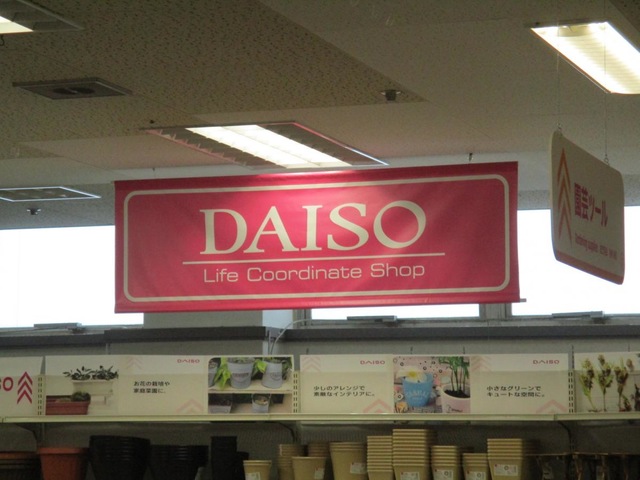 DAISO
Life Coordinate Shop
園芸ツール
DAISO
お花の栽培や
家庭菜園に。
DAISO
少しのアレンジで
素敵なインテリアに。
DAISO
小さなグリーンで
キュートな空間に。